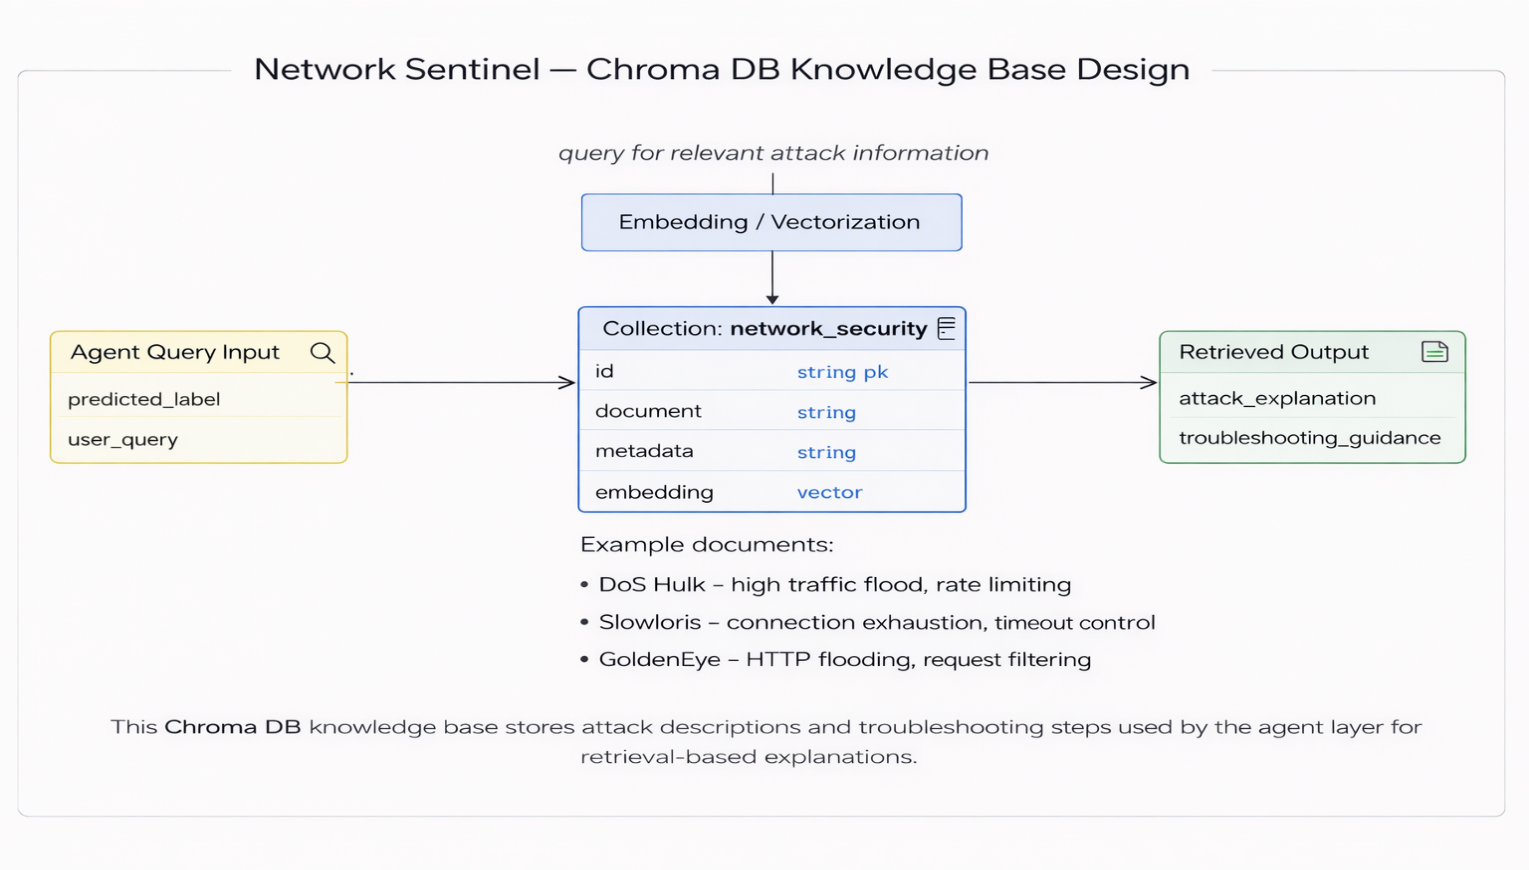 Network Sentinel — Chroma DB Knowledge Base Design
query for relevant attack information
Embedding / Vectorization
Agent Query Input
predicted_label
user_query
Collection: network_security
id string pk
document string
metadata string
embedding vector
Retrieved Output
attack_explanation
troubleshooting_guidance
Example documents:
• DoS Hulk – high traffic flood, rate limiting
• Slowloris – connection exhaustion, timeout control
• GoldenEye – HTTP flooding, request filtering
This Chroma DB knowledge base stores attack descriptions and troubleshooting steps used by the agent layer for
retrieval-based explanations.